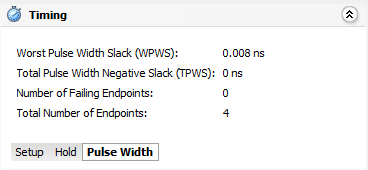 Timing
Worst Pulse Width Slack (WPWS): 0.008 ns
Total Pulse Width Negative Slack (TPWS): 0 ns
Number of Failing Endpoints: 0
Total Number of Endpoints: 4
Setup Hold Pulse Width